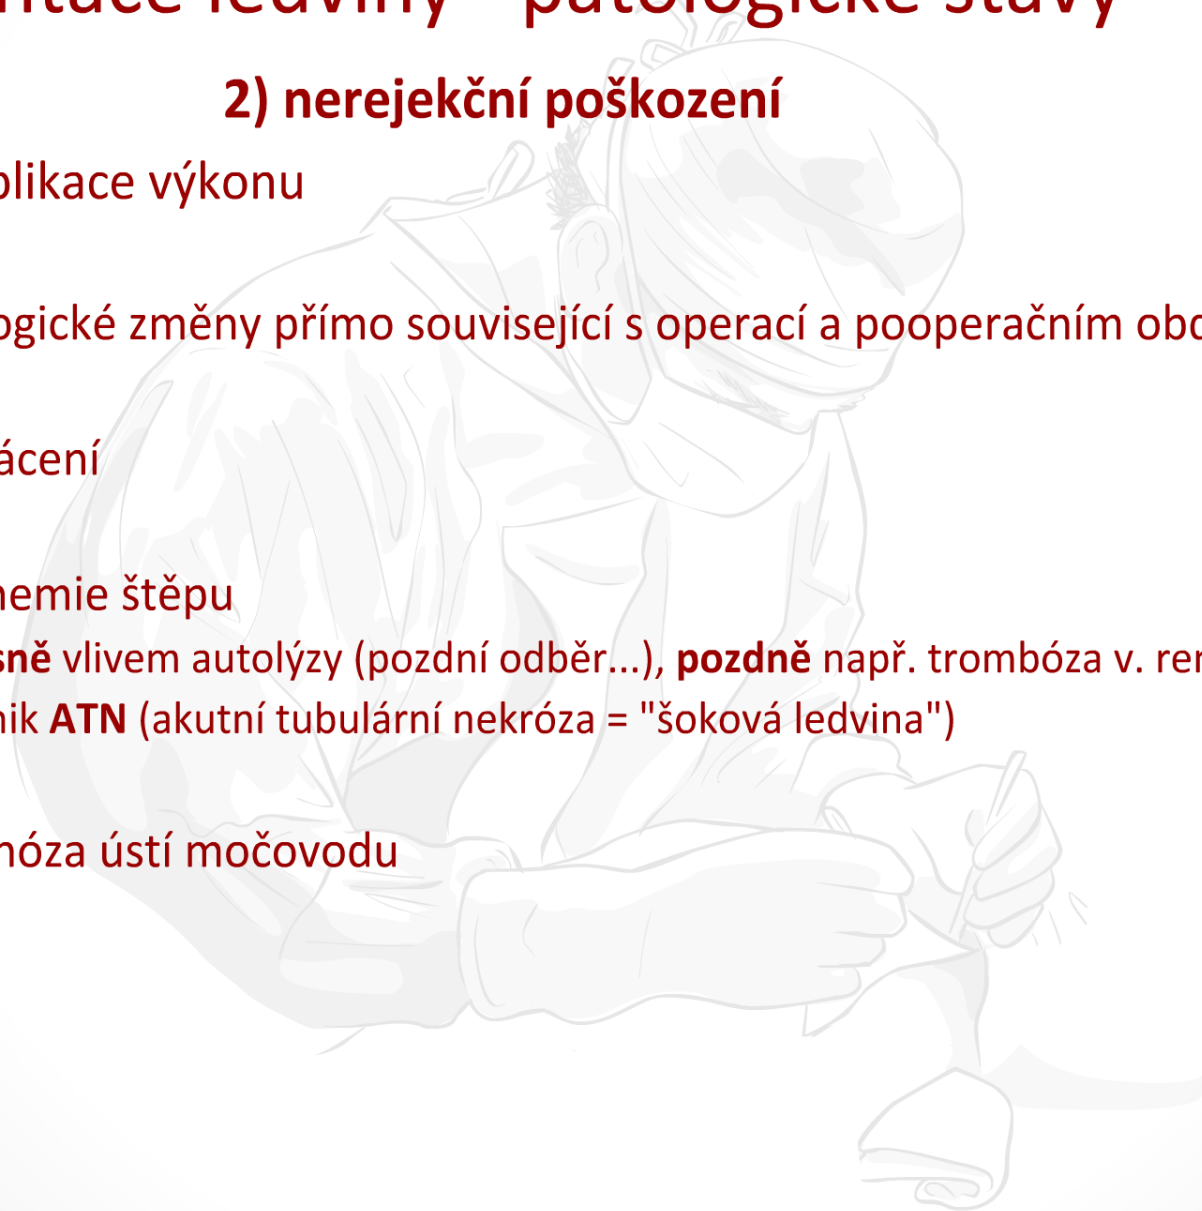 ntace ledviny - patologické stavy
2) nerejekční poškození
plikace výkonu
ogické změny přímo související s operací a pooperačním obd
ácení
hemie štěpu
sně vlivem autolýzy (pozdní odběr...), pozdně např. trombóza v. ren
nik ATN (akutní tubulární nekróza = "šoková ledvina")
nóza ústí močovodu